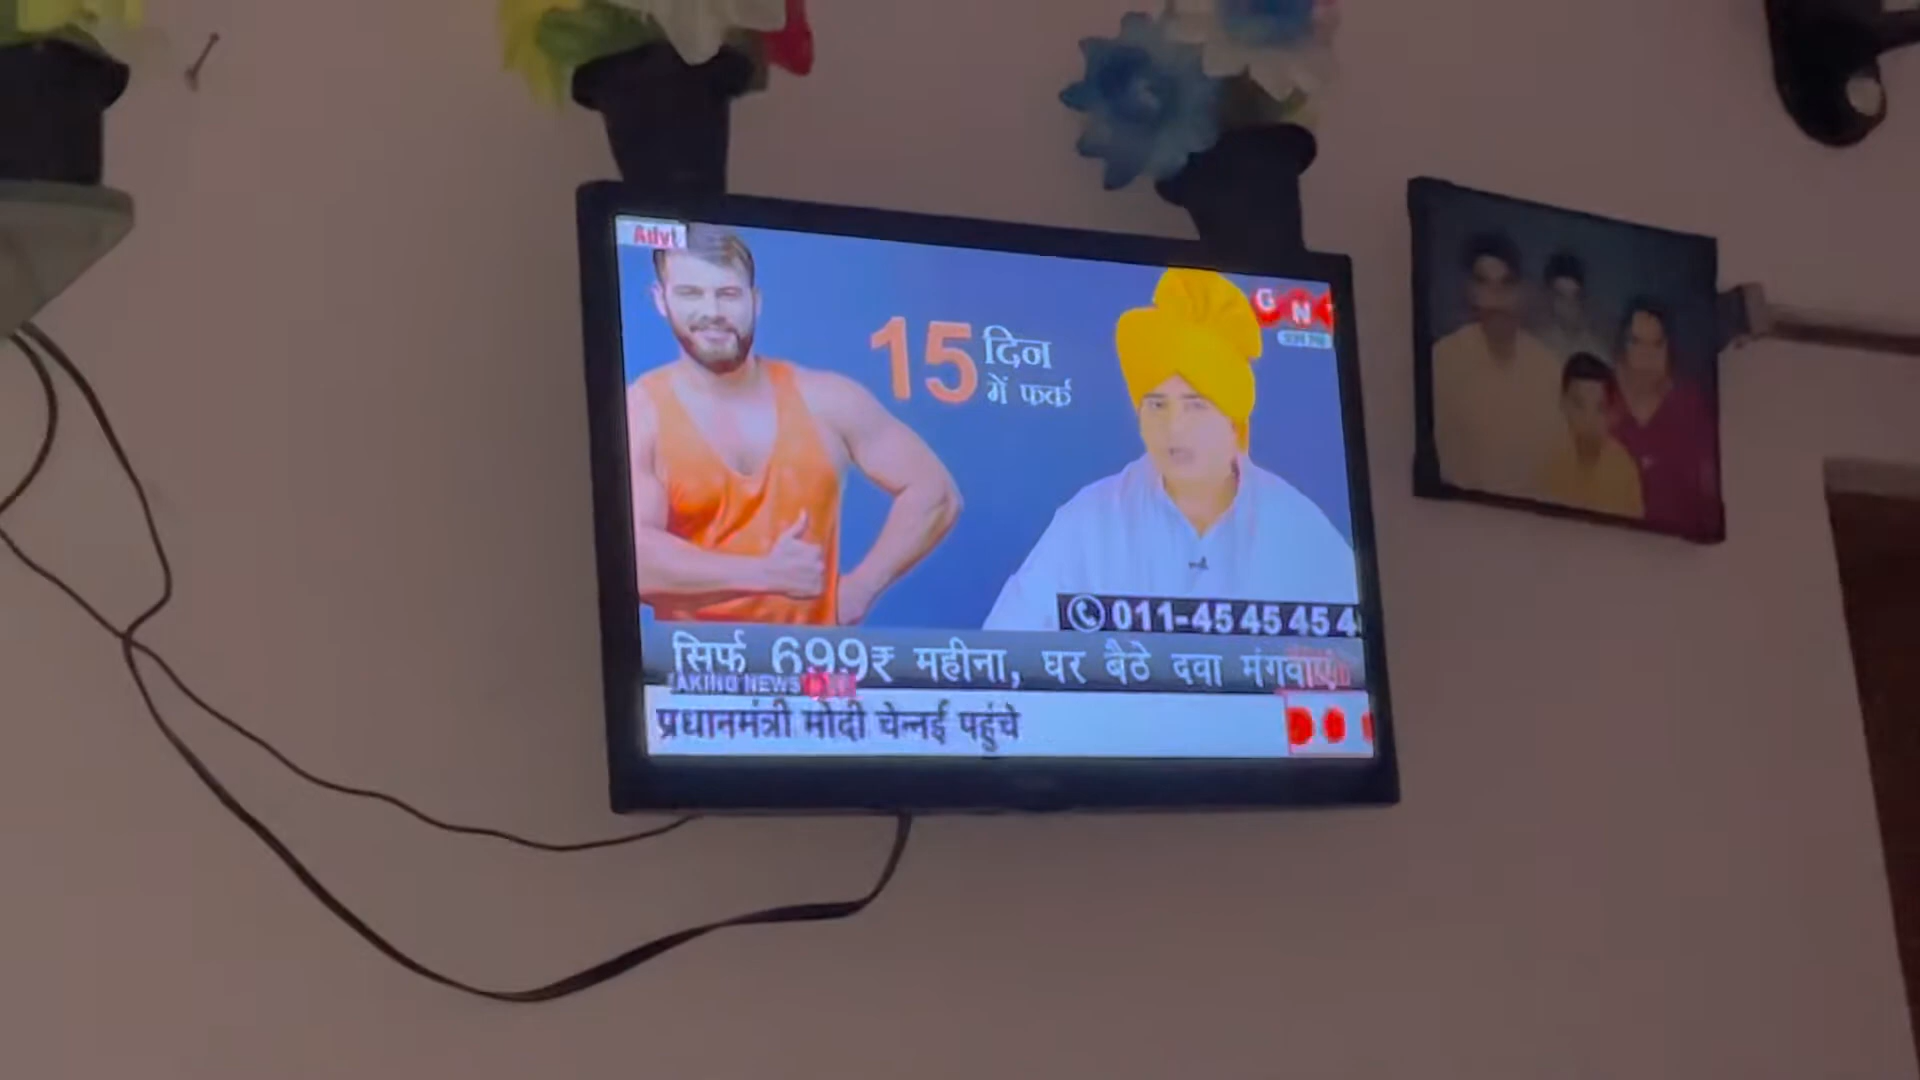 Advt
G N
15 दिन
में फर्क
011-45 45 45 4
सिर्फ 699₹ महीना, घर बैठे दवा मंगवाएं
AKING NEWS
प्रधानमंत्री मोदी चेन्नई पहुंचे